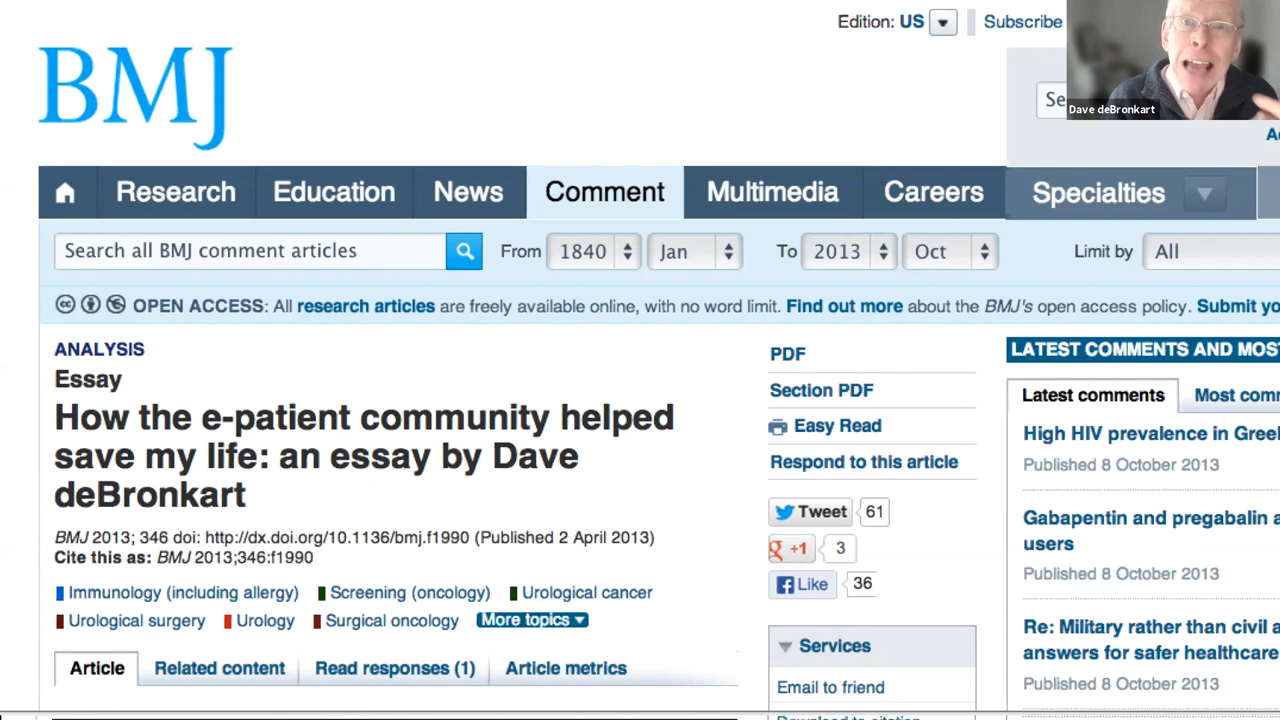 Edition: US
Subscribe
BMJ
Se
Dave deBronkart
Research
Education
News
Comment
Multimedia
Careers
Specialties
Search all BMJ comment articles
From 1840 Jan To 2013 Oct
Limit by All
OPEN ACCESS: All research articles are freely available online, with no word limit. Find out more about the BMJ's open access policy. Submit yo
ANALYSIS
Essay
How the e-patient community helped
save my life: an essay by Dave
deBronkart
BMJ 2013; 346 doi: http://dx.doi.org/10.1136/bmj.f1990 (Published 2 April 2013)
Cite this as: BMJ 2013;346:f1990
Immunology (including allergy) Screening (oncology) Urological cancer
Urological surgery Urology Surgical oncology More topics
Article
Related content
Read responses (1)
Article metrics
PDF
Section PDF
Easy Read
Respond to this article
Tweet 61
+1 3
Like 36
Services
Email to friend
Download to citation
LATEST COMMENTS AND MOST
Latest comments
Most comm
High HIV prevalence in Gree
Published 8 October 2013
Gabapentin and pregabalin a
users
Published 8 October 2013
Re: Military rather than civil a
answers for safer healthcare
Published 8 October 2013